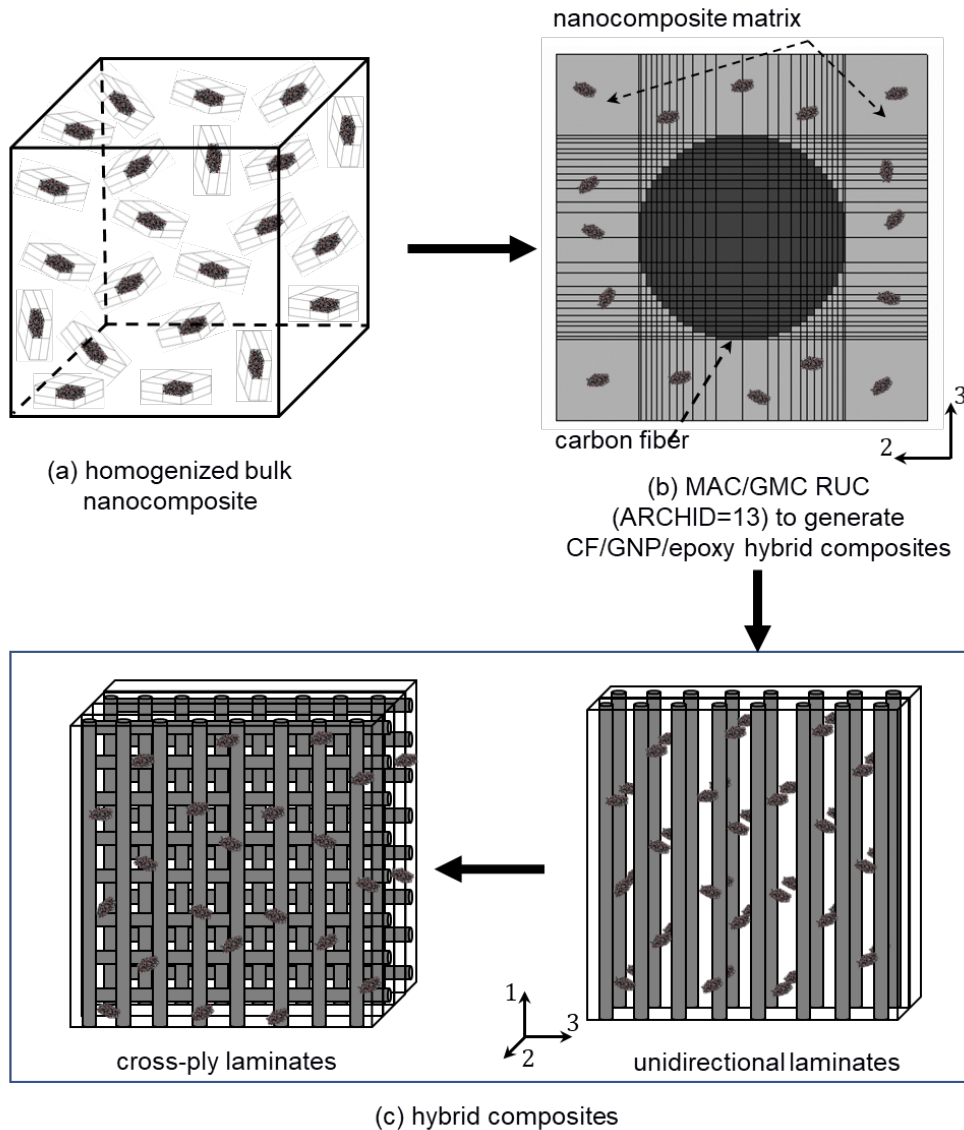 nanocomposite matrix
3
2
carbon fiber
(a) homogenized bulk
nanocomposite
(b) MAC/GMC RUC
(ARCHID=13) to generate
CF/GNP/epoxy hybrid composites
1
3
2
cross-ply laminates
unidirectional laminates
(c) hybrid composites